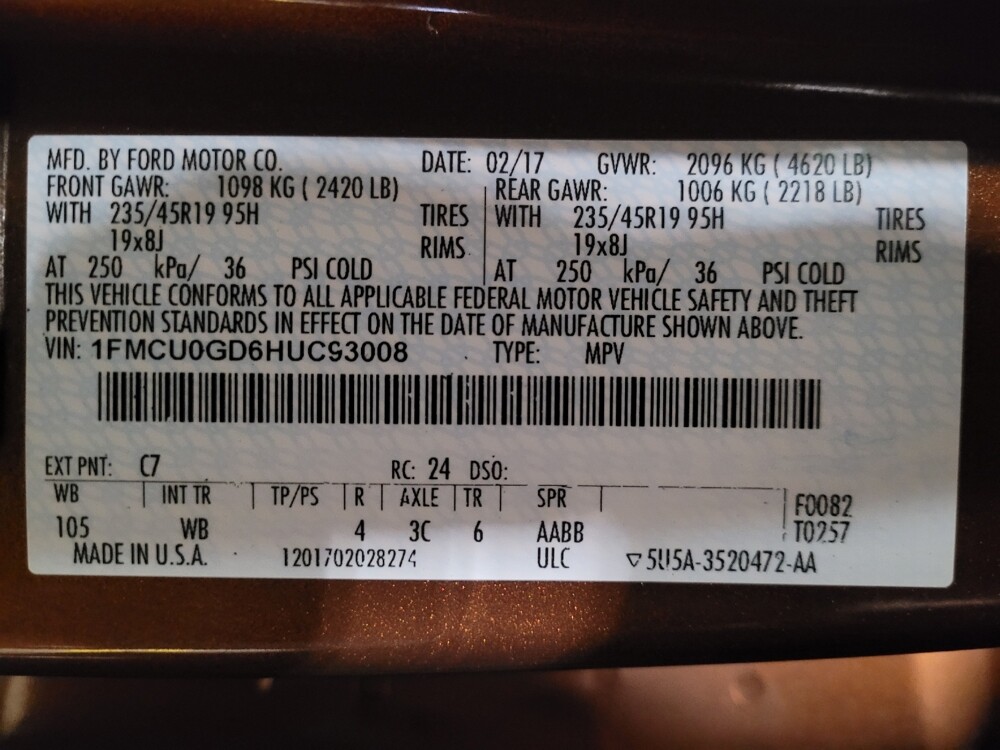 MFD. BY FORD MOTOR CO. DATE: 02/17 GVWR: 2096 KG ( 4620 LB)
FRONT GAWR: 1098 KG ( 2420 LB) REAR GAWR: 1006 KG ( 2218 LB)
WITH 235/45R19 95H TIRES WITH 235/45R19 95H TIRES
19x8J RIMS 19x8J RIMS
AT 250 kPa/ 36 PSI COLD AT 250 kPa/ 36 PSI COLD
THIS VEHICLE CONFORMS TO ALL APPLICABLE FEDERAL MOTOR VEHICLE SAFETY AND THEFT
PREVENTION STANDARDS IN EFFECT ON THE DATE OF MANUFACTURE SHOWN ABOVE.
VIN: 1FMCU0GD6HUC93008 TYPE: MPV
EXT PNT: C7 RC: 24 DSO:
WB INT TR TP/PS R AXLE TR SPR F0082
105 WB 4 3C 6 AABB T0257
MADE IN U.S.A. 1201702028274 ULC ▽5U5A-3520472-AA